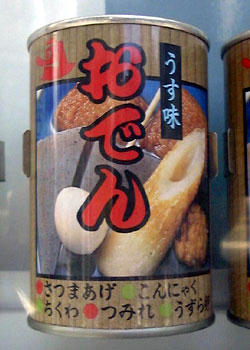 うす味
おでん
●さつまあげ●こんにゃく
●ちくわ●つみれ●うずら卵